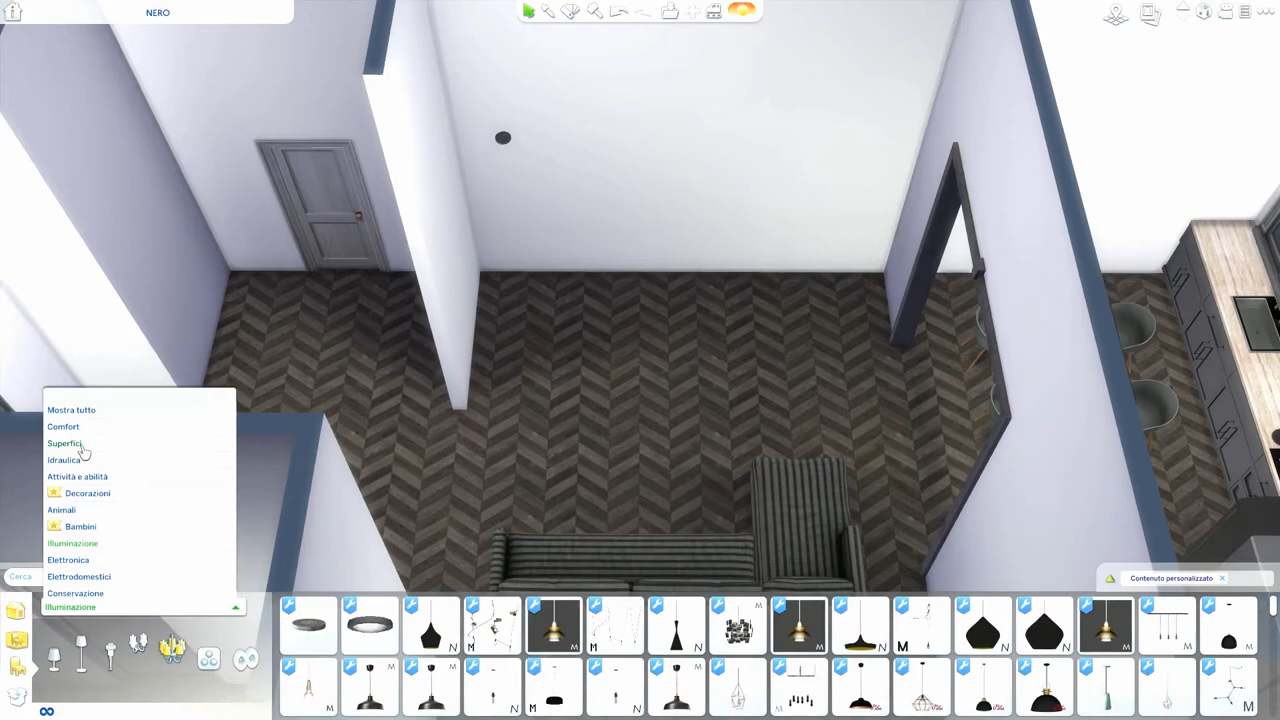 NERO
Mostra tutto
Comfort
Superfici
Idraulica
Attività e abilità
Decorazioni
Animali
Bambini
Illuminazione
Elettronica
Elettrodomestici
Conservazione
Illuminazione
Cerca
Contenuto personalizzato
N M M M N M M N M N N M M N
M M N M N M M M